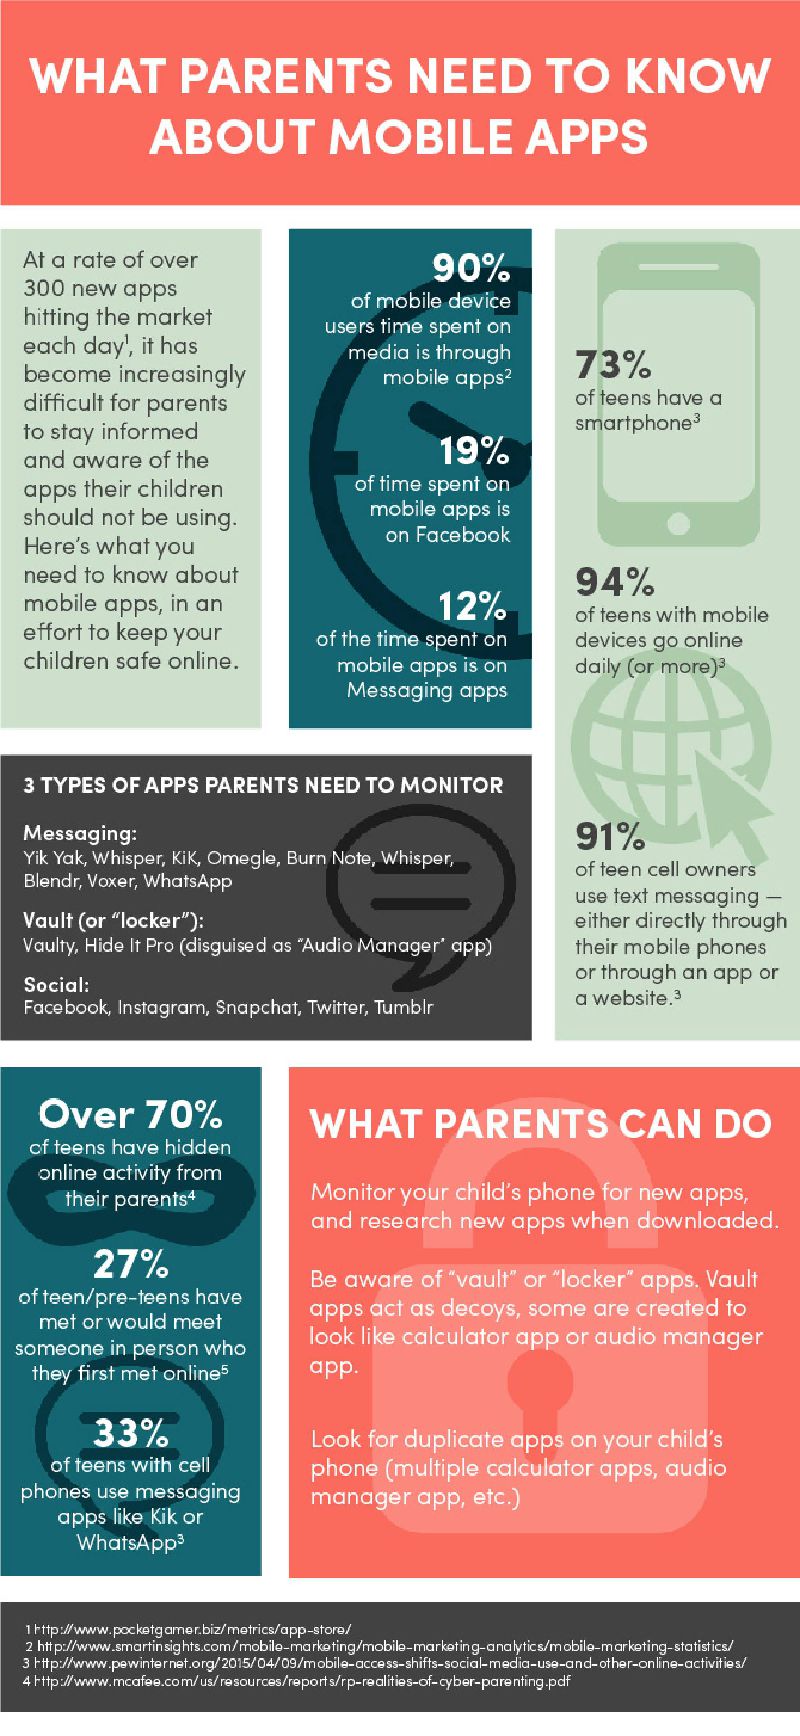 WHAT PARENTS NEED TO KNOW
ABOUT MOBILE APPS
At a rate of over
300 new apps
hitting the market
each day¹, it has
become increasingly
difficult for parents
to stay informed
and aware of the
apps their children
should not be using.
Here's what you
need to know about
mobile apps, in an
effort to keep your
children safe online.
90%
of mobile device
users time spent on
media is through
mobile apps²
19%
of time spent on
mobile apps is
on Facebook
12%
of the time spent on
mobile apps is on
Messaging apps
73%
of teens have a
smartphone³
94%
of teens with mobile
devices go online
daily (or more)³
91%
of teen cell owners
use text messaging —
either directly through
their mobile phones
or through an app or
a website.³
3 TYPES OF APPS PARENTS NEED TO MONITOR
Messaging:
Yik Yak, Whisper, KiK, Omegle, Burn Note, Whisper,
Blendr, Voxer, WhatsApp
Vault (or “locker”):
Vaulty, Hide It Pro (disguised as “Audio Manager’ app)
Social:
Facebook, Instagram, Snapchat, Twitter, Tumblr
Over 70%
of teens have hidden
online activity from
their parents⁴
27%
of teen/pre-teens have
met or would meet
someone in person who
they first met online⁵
33%
of teens with cell
phones use messaging
apps like Kik or
WhatsApp³
WHAT PARENTS CAN DO
Monitor your child's phone for new apps,
and research new apps when downloaded.
Be aware of “vault” or “locker” apps. Vault
apps act as decoys, some are created to
look like calculator app or audio manager
app.
Look for duplicate apps on your child's
phone (multiple calculator apps, audio
manager app, etc.)
1 http://www.pocketgamer.biz/metrics/app-store/
2 http://www.smartinsights.com/mobile-marketing/mobile-marketing-analytics/mobile-marketing-statistics/
3 http://www.pewinternet.org/2015/04/09/mobile-access-shifts-social-media-use-and-other-online-activities/
4 http://www.mcafee.com/us/resources/reports/rp-realities-of-cyber-parenting.pdf